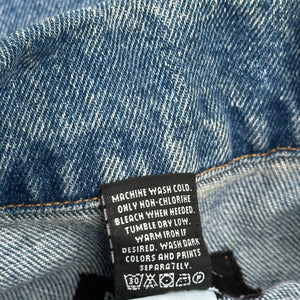 MACHINE WASH COLD.
ONLY NON-CHLORINE
BLEACH WHEN NEEDED.
TUMBLE DRY LOW.
WARM IRON IF
DESIRED. WASH DARK
COLORS AND PRINTS
SEPARATELY.
30